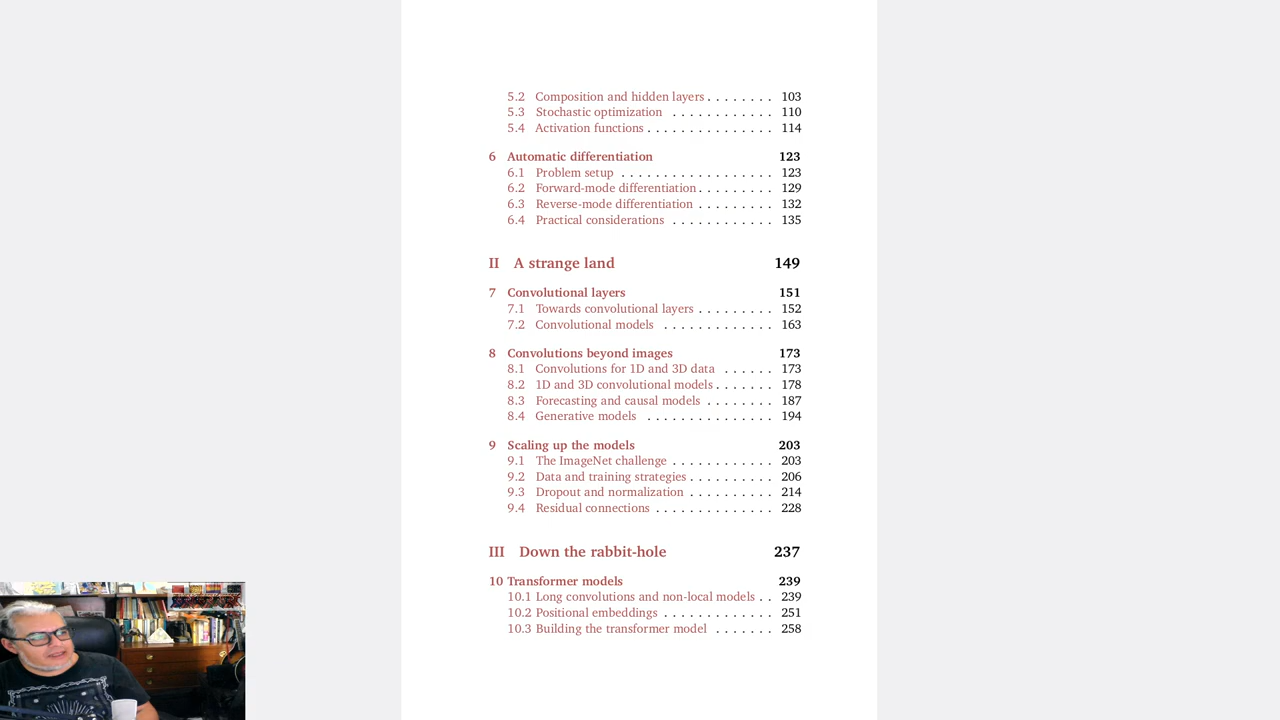 5.2 Composition and hidden layers . . . . . . . . 103
5.3 Stochastic optimization . . . . . . . . . . . . 110
5.4 Activation functions . . . . . . . . . . . . . . . 114
6 Automatic differentiation 123
6.1 Problem setup . . . . . . . . . . . . . . . . . . 123
6.2 Forward-mode differentiation . . . . . . . . . 129
6.3 Reverse-mode differentiation . . . . . . . . . 132
6.4 Practical considerations . . . . . . . . . . . . 135
II A strange land 149
7 Convolutional layers 151
7.1 Towards convolutional layers . . . . . . . . . 152
7.2 Convolutional models . . . . . . . . . . . . . 163
8 Convolutions beyond images 173
8.1 Convolutions for 1D and 3D data . . . . . . 173
8.2 1D and 3D convolutional models . . . . . . . 178
8.3 Forecasting and causal models . . . . . . . . 187
8.4 Generative models . . . . . . . . . . . . . . . 194
9 Scaling up the models 203
9.1 The ImageNet challenge . . . . . . . . . . . . 203
9.2 Data and training strategies . . . . . . . . . . 206
9.3 Dropout and normalization . . . . . . . . . . 214
9.4 Residual connections . . . . . . . . . . . . . . 228
III Down the rabbit-hole 237
10 Transformer models 239
10.1 Long convolutions and non-local models . . 239
10.2 Positional embeddings . . . . . . . . . . . . . 251
10.3 Building the transformer model . . . . . . . 258